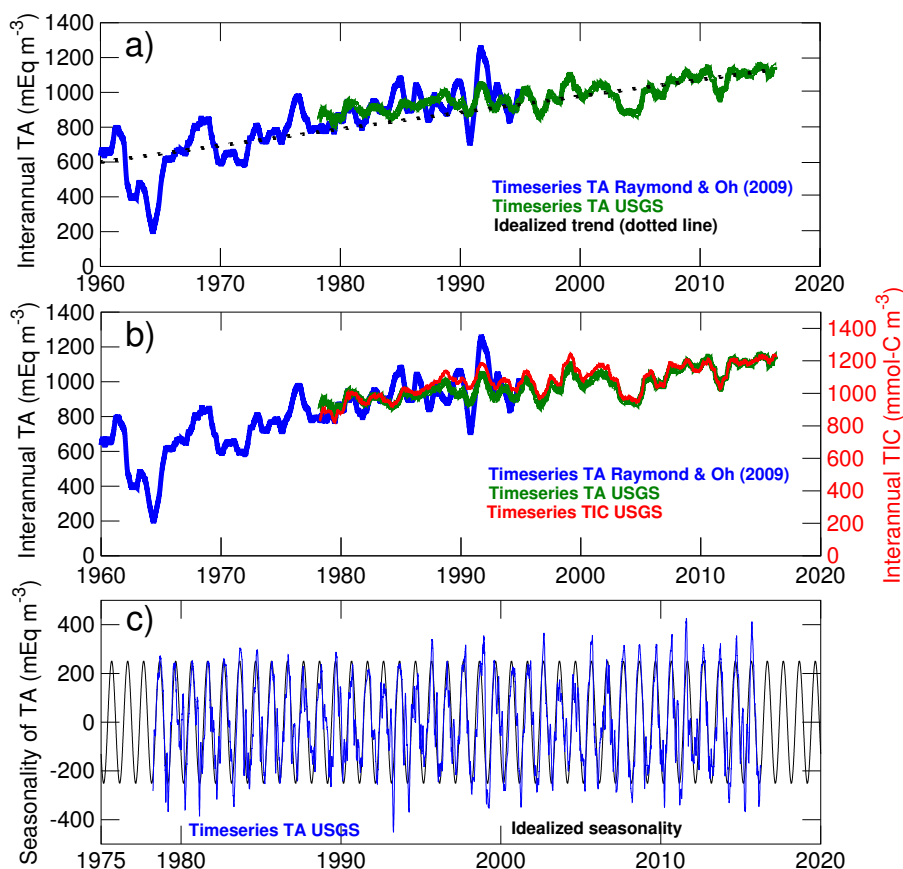 a)
Interannual TA (mEq m-3)
1400
1200
1000
800
600
400
200
0
Timeseries TA Raymond & Oh (2009)
Timeseries TA USGS
Idealized trend (dotted line)
1960 1970 1980 1990 2000 2010 2020
b)
Interannual TA (mEq m-3)
1400
1200
1000
800
600
400
200
0
Timeseries TA Raymond & Oh (2009)
Timeseries TA USGS
Timeseries TIC USGS
1400
1200
1000
800
600
400
200
0
Interannual TIC (mmol-C m-3)
1960 1970 1980 1990 2000 2010 2020
c)
Seasonality of TA (mEq m-3)
400
200
0
-200
-400
Timeseries TA USGS Idealized seasonality
1975 1980 1990 2000 2010 2020